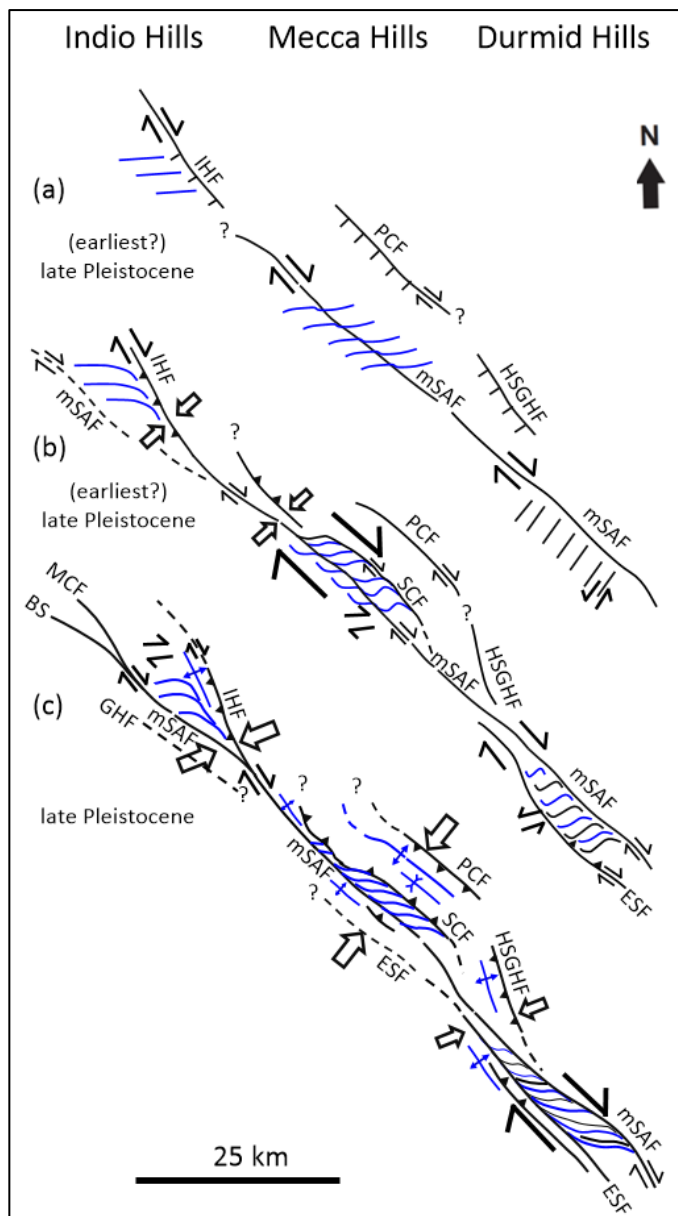 Indio Hills Mecca Hills Durmid Hills
N
IHF
(a)
PCF
?
(earliest?)
late Pleistocene
?
mSAF
HSGHF
IHF
mSAF
?
(b)
mSAF
(earliest?)
late Pleistocene
PCF
SCF
?
MCF
BS
HSGHF
mSAF
IHF
(c)
mSAF
GHF
?
mSAF
?
?
late Pleistocene
PCF
mSAF
?
SCF
ESF
ESF
HSGHF
mSAF
25 km
ESF